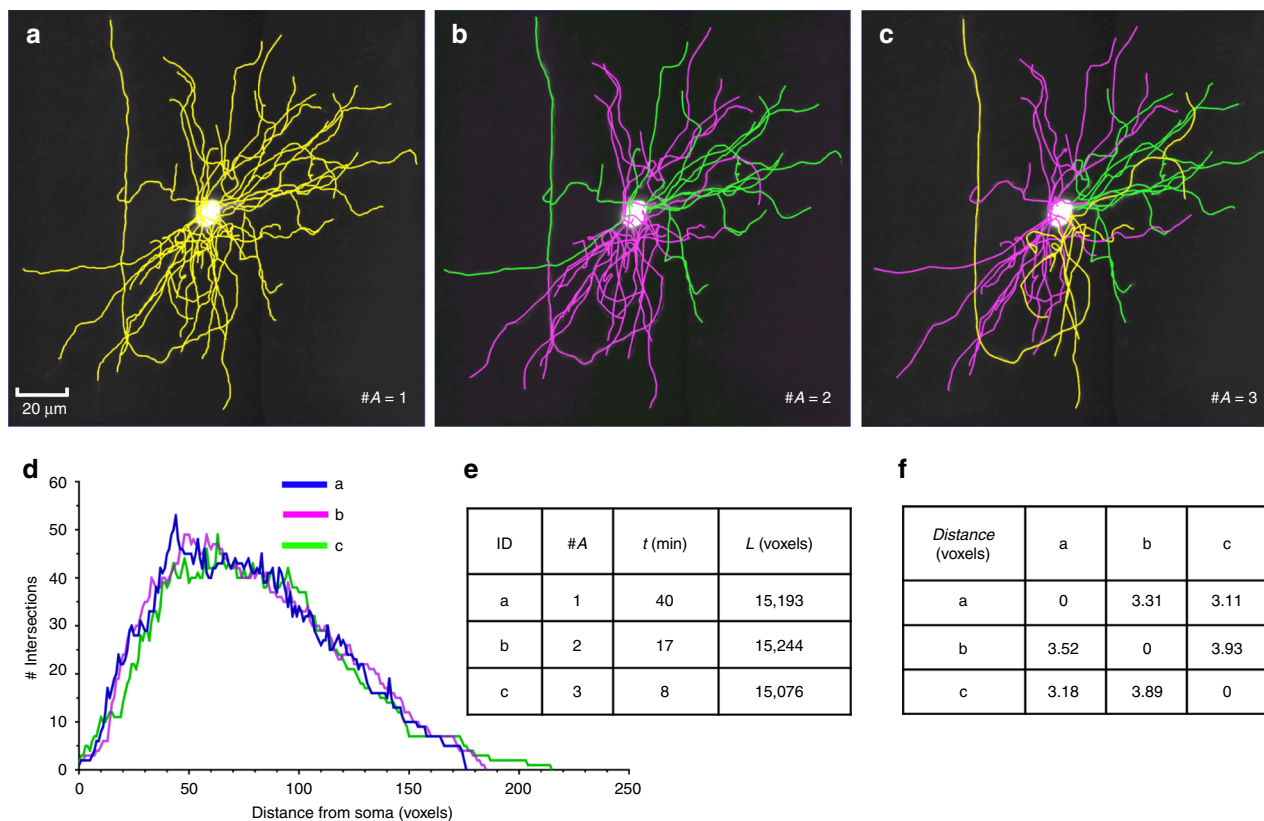 a
b
c
20 μm
#A = 1
#A = 2
#A = 3
d
e
f
60
50
40
30
20
10
0
# Intersections
a
b
c
0 50 100 150 200 250
Distance from soma (voxels)
ID #A t (min) L (voxels)
a 1 40 15,193
b 2 17 15,244
c 3 8 15,076
Distance (voxels) a b c
a 0 3.31 3.11
b 3.52 0 3.93
c 3.18 3.89 0